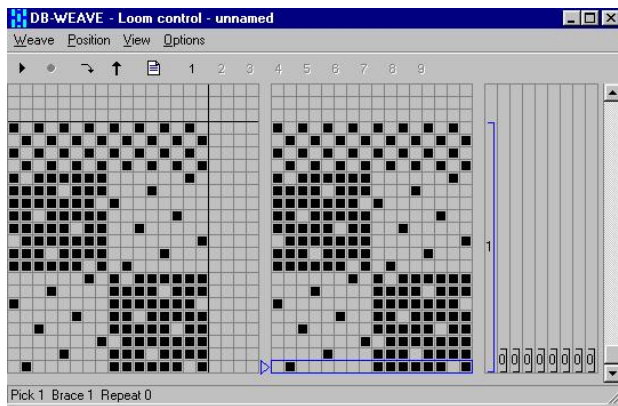 DB-WEAVE - Loom control - unnamed
Weave Position View Options
1 2 3 4 5 6 7 8 9
1
0 0 0 0 0 0 0 0
Pick 1 Brace 1 Repeat 0